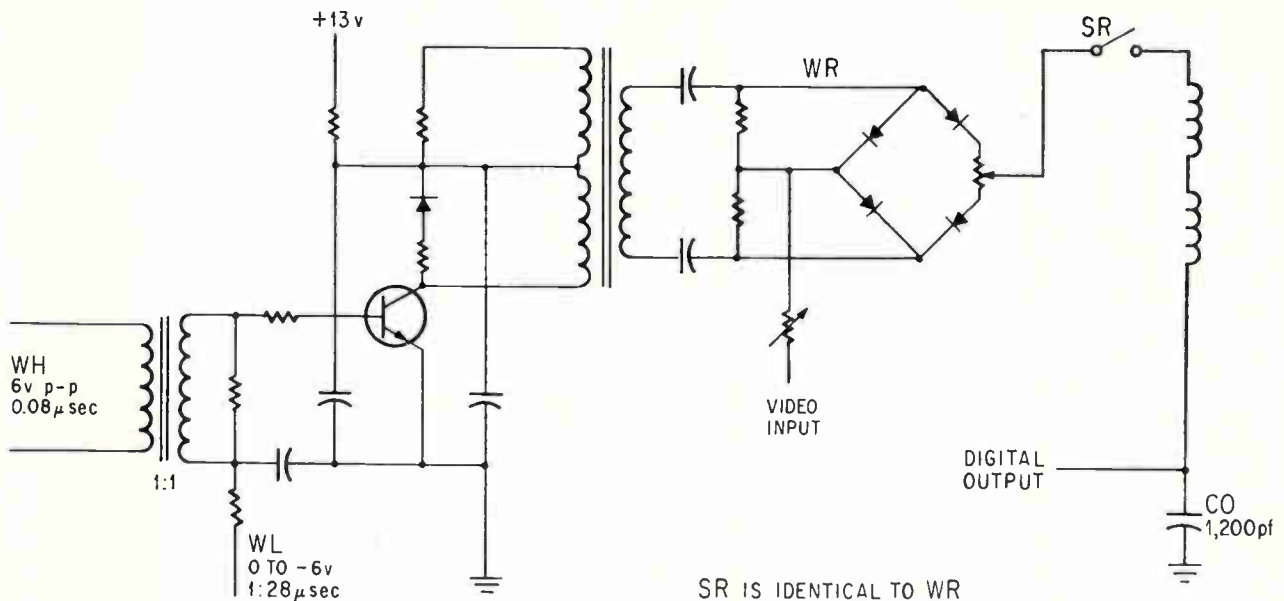 +13v
SR
WR
WH
6v p-p
0.08μsec
1:1
VIDEO
INPUT
DIGITAL
OUTPUT
CO
1,200pf
WL
0 TO -6v
1:28μsec
SR IS IDENTICAL TO WR